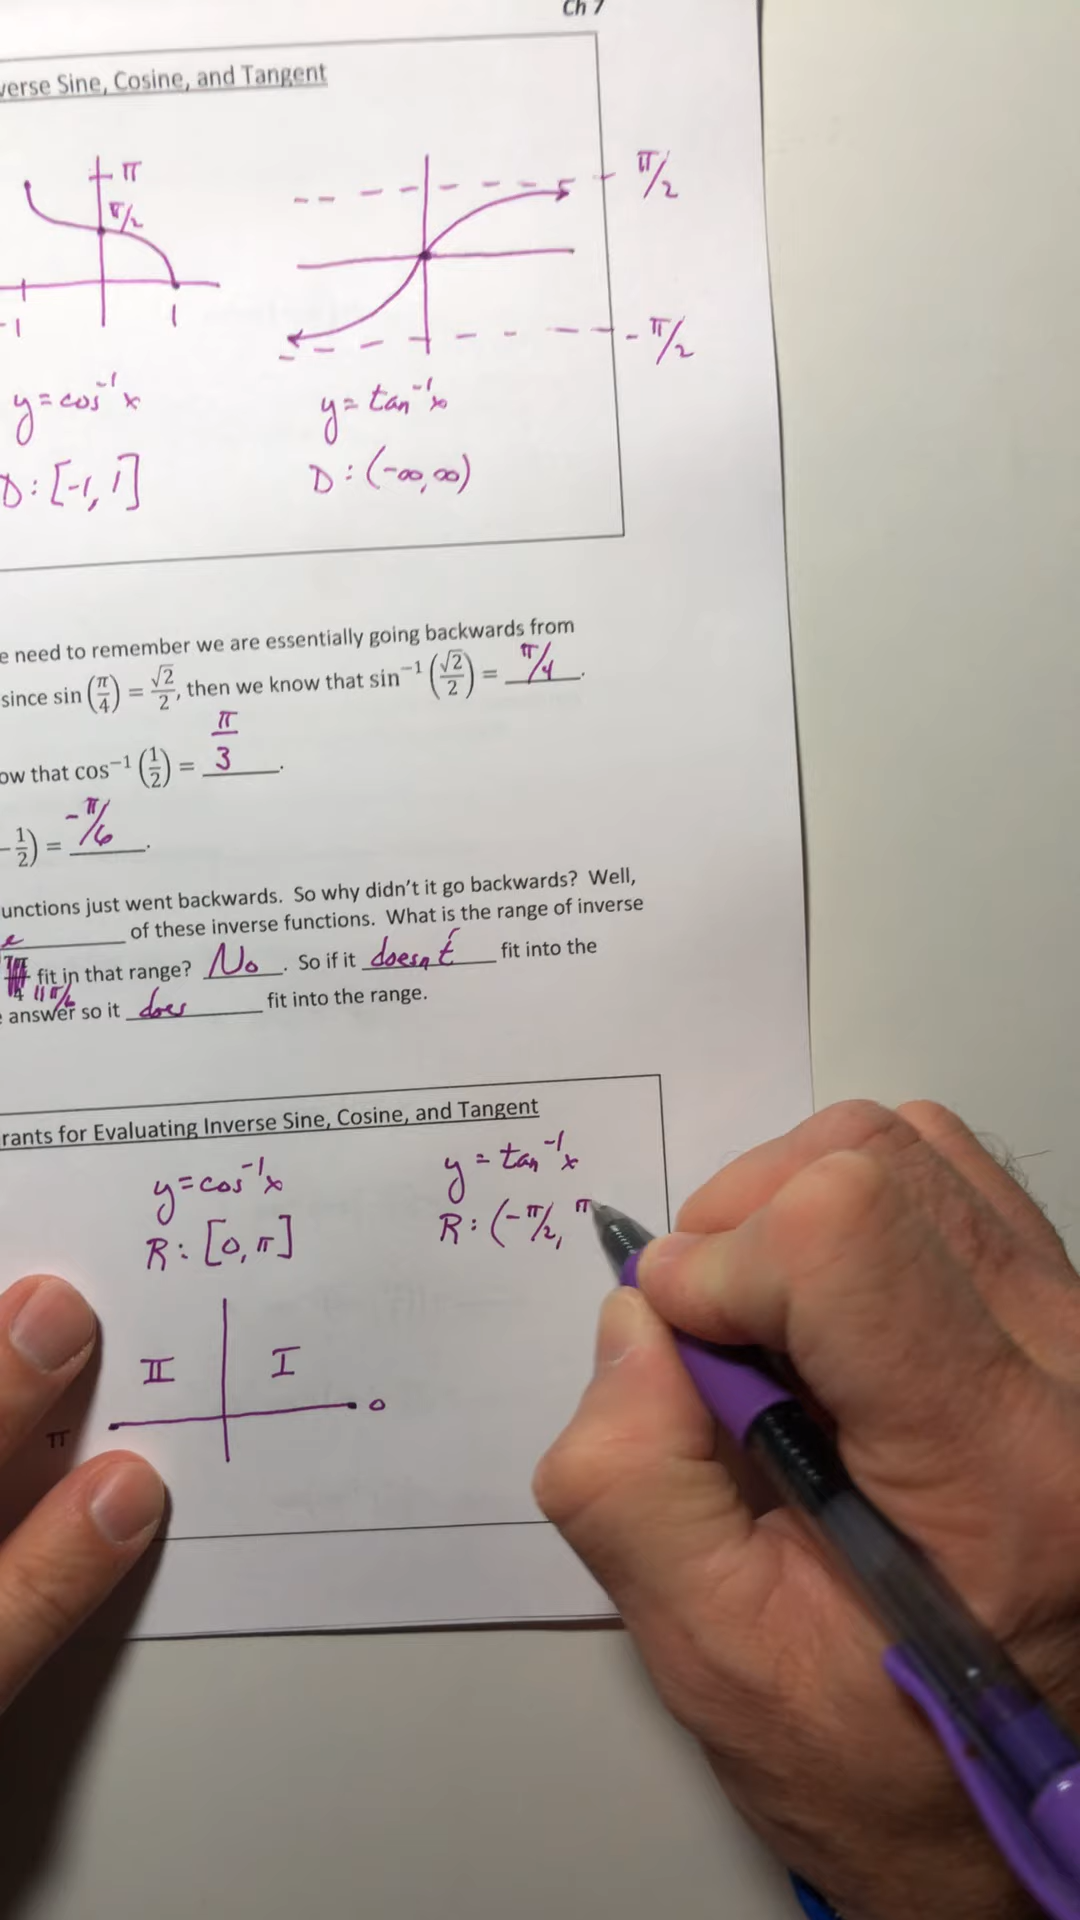 Ch 7
verse Sine, Cosine, and Tangent
π
π/2
-1
1
π/2
-π/2
y = cos⁻¹x
D: [-1, 1]
y = tan⁻¹x
D: (-∞, ∞)
e need to remember we are essentially going backwards from
since sin (π/4) = √2/2, then we know that sin⁻¹ (√2/2) = π/4.
ow that cos⁻¹ (1/2) = π/3.
-1/2) = -π/6.
unctions just went backwards. So why didn't it go backwards? Well,
e of these inverse functions. What is the range of inverse
11π/6 fit in that range? No. So if it doesn't fit into the
answer so it does fit into the range.
rants for Evaluating Inverse Sine, Cosine, and Tangent
y = cos⁻¹x
R: [0, π]
y = tan⁻¹x
R: (-π/2, π
II
I
0
π